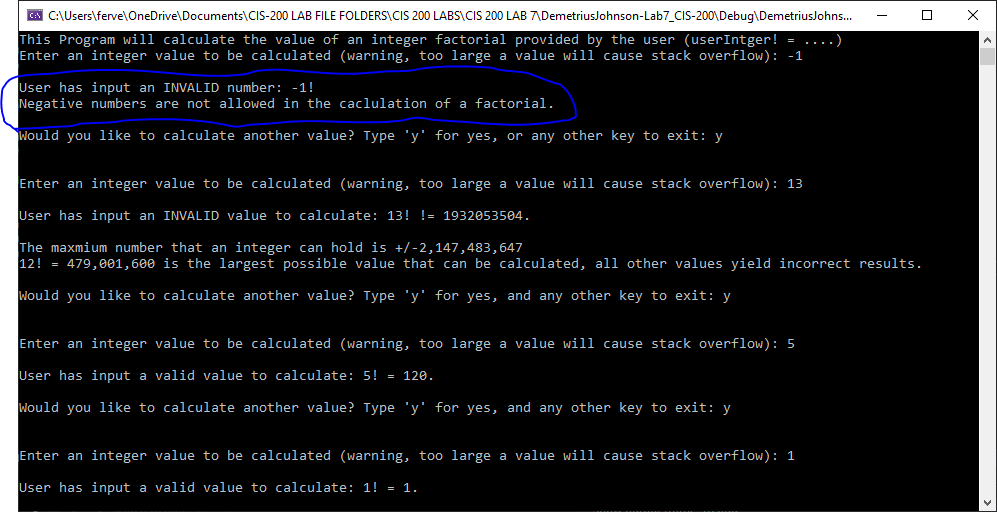 C:\Users\ferve\OneDrive\Documents\CIS-200 LAB FILE FOLDERS\CIS 200 LABS\CIS 200 LAB 7\DemetriusJohnson-Lab7_CIS-200\Debug\DemetriusJohns...
This Program will calculate the value of an integer factorial provided by the user (userIntger! = ....)
Enter an integer value to be calculated (warning, too large a value will cause stack overflow): -1
User has input an INVALID number: -1!
Negative numbers are not allowed in the caclulation of a factorial.
Would you like to calculate another value? Type 'y' for yes, or any other key to exit: y
Enter an integer value to be calculated (warning, too large a value will cause stack overflow): 13
User has input an INVALID value to calculate: 13! != 1932053504.
The maxmium number that an integer can hold is +/-2,147,483,647
12! = 479,001,600 is the largest possible value that can be calculated, all other values yield incorrect results.
Would you like to calculate another value? Type 'y' for yes, and any other key to exit: y
Enter an integer value to be calculated (warning, too large a value will cause stack overflow): 5
User has input a valid value to calculate: 5! = 120.
Would you like to calculate another value? Type 'y' for yes, and any other key to exit: y
Enter an integer value to be calculated (warning, too large a value will cause stack overflow): 1
User has input a valid value to calculate: 1! = 1.